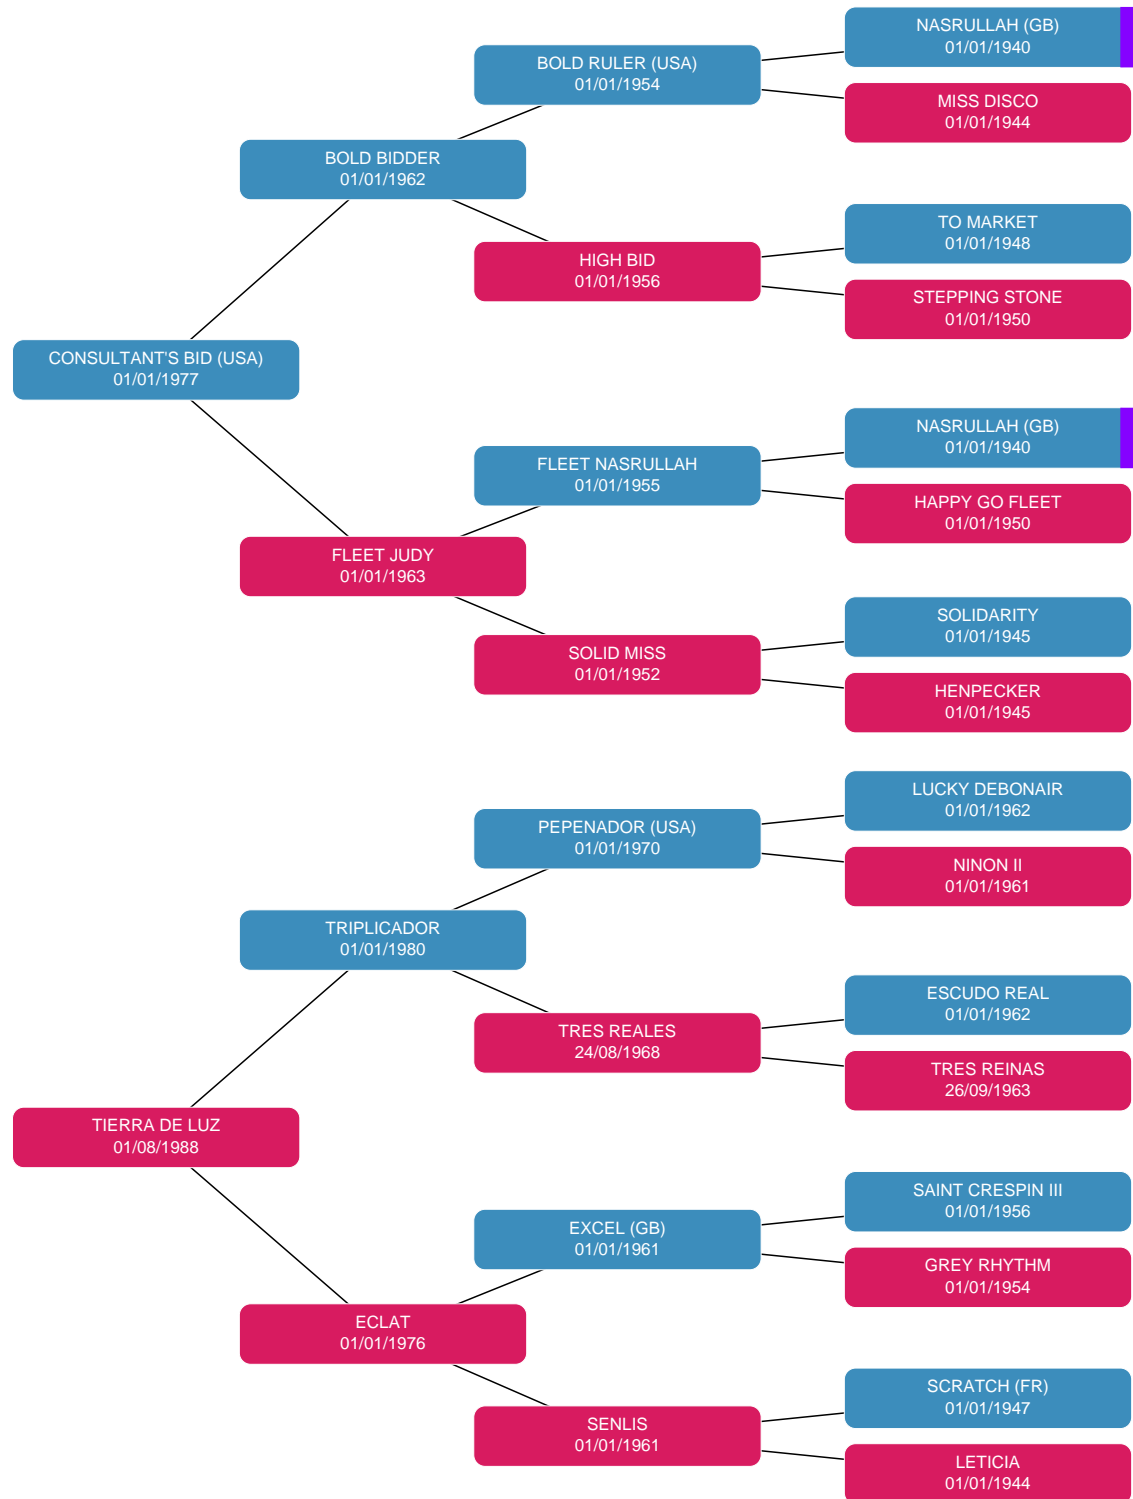 NASRULLAH (GB)
01/01/1940
BOLD RULER (USA)
01/01/1954
MISS DISCO
01/01/1944
BOLD BIDDER
01/01/1962
TO MARKET
01/01/1948
HIGH BID
01/01/1956
STEPPING STONE
01/01/1950
CONSULTANT'S BID (USA)
01/01/1977
NASRULLAH (GB)
01/01/1940
FLEET NASRULLAH
01/01/1955
HAPPY GO FLEET
01/01/1950
FLEET JUDY
01/01/1963
SOLIDARITY
01/01/1945
SOLID MISS
01/01/1952
HENPECKER
01/01/1945
LUCKY DEBONAIR
01/01/1962
PEPENADOR (USA)
01/01/1970
NINON II
01/01/1961
TRIPLICADOR
01/01/1980
ESCUDO REAL
01/01/1962
TRES REALES
24/08/1968
TRES REINAS
26/09/1963
TIERRA DE LUZ
01/08/1988
SAINT CRESPIN III
01/01/1956
EXCEL (GB)
01/01/1961
GREY RHYTHM
01/01/1954
ECLAT
01/01/1976
SCRATCH (FR)
01/01/1947
SENLIS
01/01/1961
LETICIA
01/01/1944